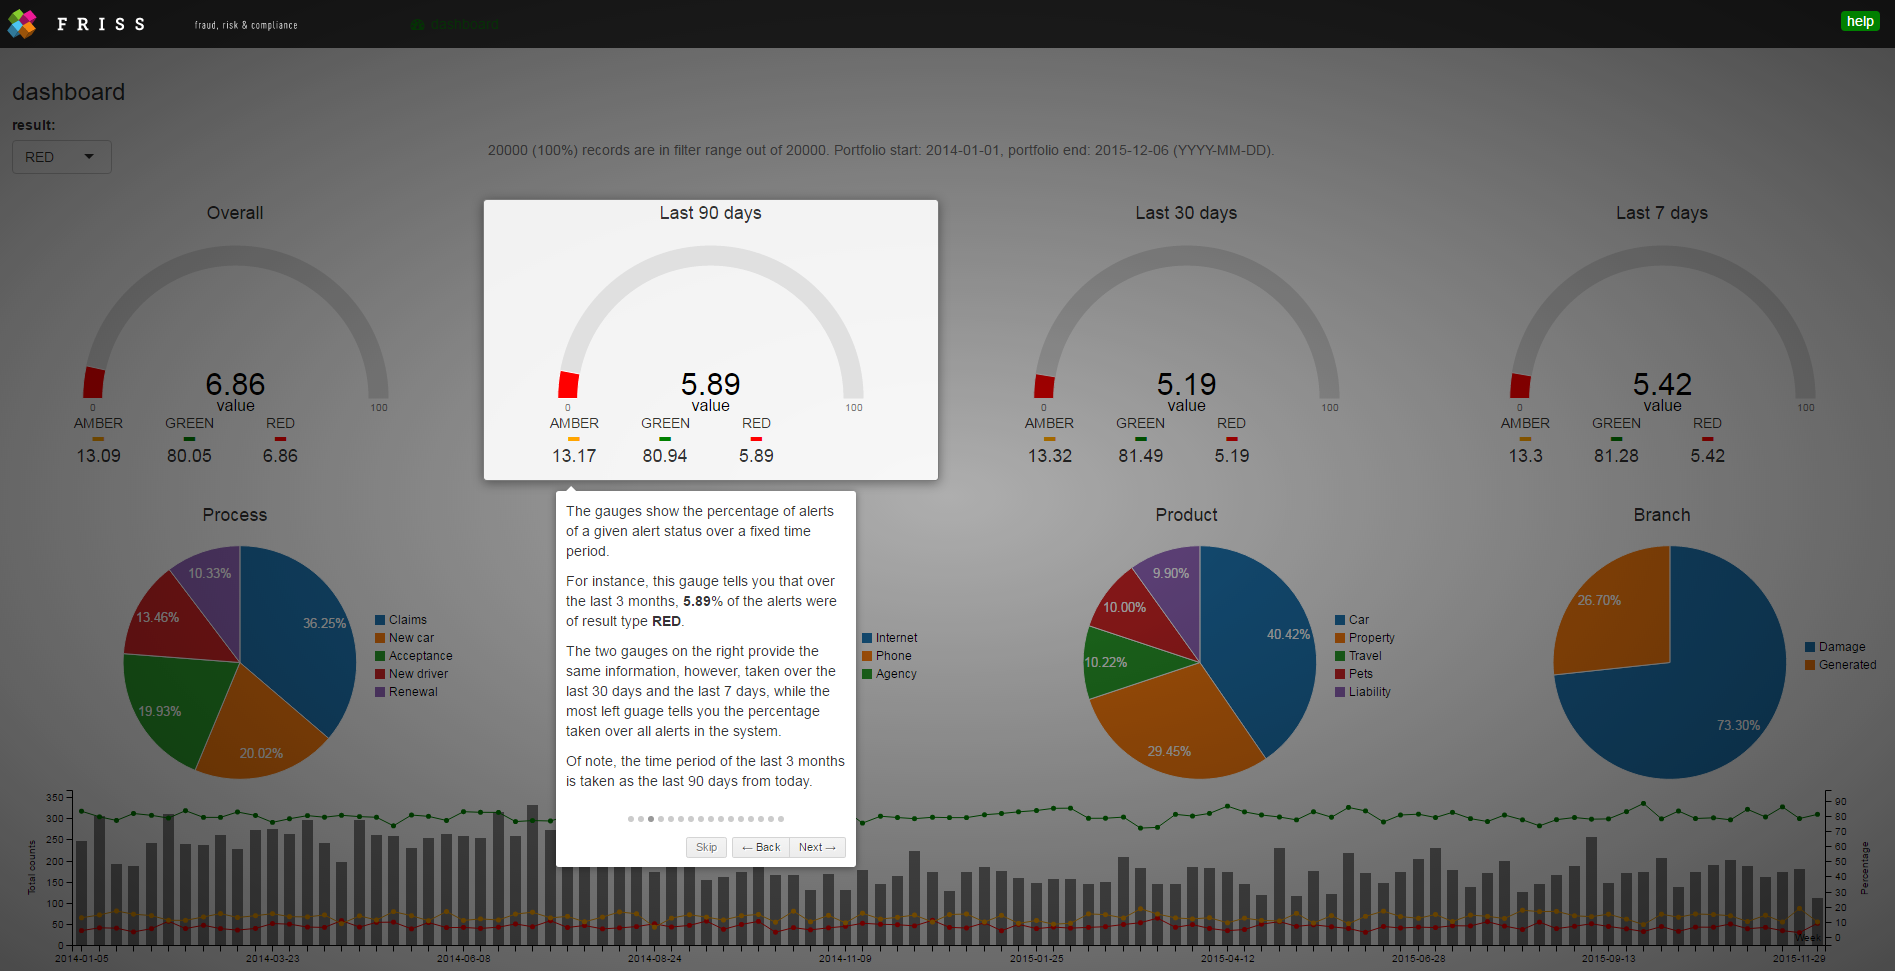 FRISS
fraud, risk & compliance
dashboard
help
dashboard
result:
RED
20000 (100%) records are in filter range out of 20000. Portfolio start: 2014-01-01, portfolio end: 2015-12-06 (YYYY-MM-DD).
Overall
6.86
value
0 100
AMBER GREEN RED
13.09 80.05 6.86
Last 90 days
5.89
value
0 100
AMBER GREEN RED
13.17 80.94 5.89
Last 30 days
5.19
value
0 100
AMBER GREEN RED
13.32 81.49 5.19
Last 7 days
5.42
value
0 100
AMBER GREEN RED
13.3 81.28 5.42
The gauges show the percentage of alerts
of a given alert status over a fixed time
period.
For instance, this gauge tells you that over
the last 3 months, 5.89% of the alerts were
of result type RED.
The two gauges on the right provide the
same information, however, taken over the
last 30 days and the last 7 days, while the
most left guage tells you the percentage
taken over all alerts in the system.
Of note, the time period of the last 3 months
is taken as the last 90 days from today.
Skip
← Back
Next →
Process
10.33%
13.46%
36.25%
19.93%
20.02%
Claims
New car
Acceptance
New driver
Renewal
Internet
Phone
Agency
Product
9.90%
10.00%
40.42%
10.22%
29.45%
Car
Property
Travel
Pets
Liability
Branch
26.70%
73.30%
Damage
Generated
Total counts
350
300
250
200
150
100
50
0
Percentage
90
80
70
60
50
40
30
20
10
0
Week
2014-01-05 2014-03-23 2014-06-08 2014-08-24 2014-11-09 2015-01-25 2015-04-12 2015-06-28 2015-09-13 2015-11-29